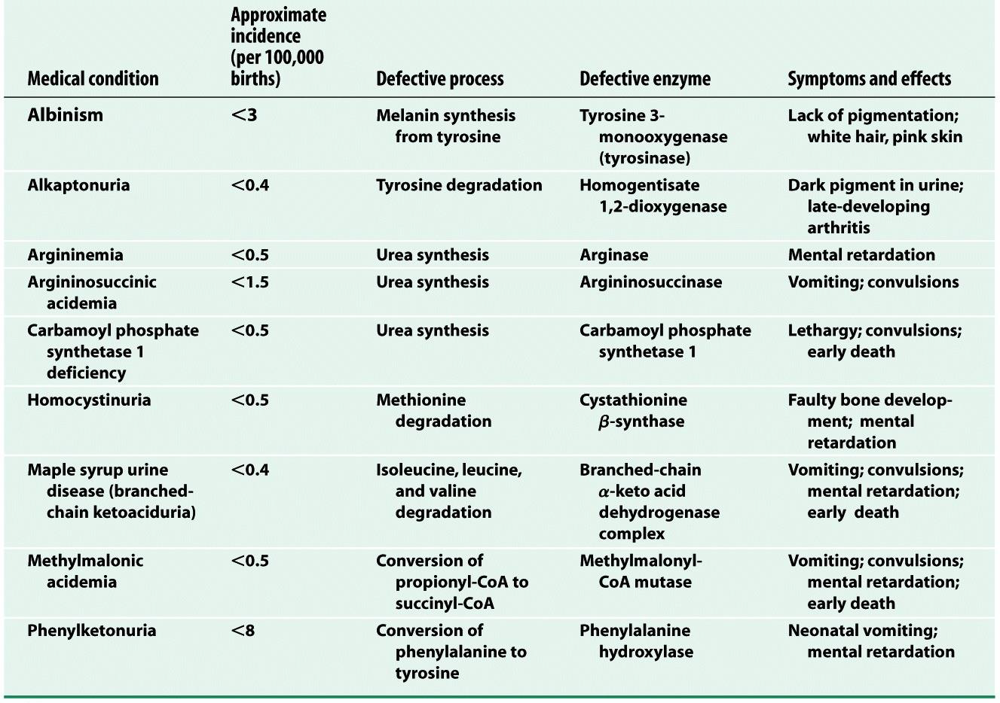 Approximate
incidence
(per 100,000
Medical condition births) Defective process Defective enzyme Symptoms and effects
Albinism <3 Melanin synthesis Tyrosine 3- Lack of pigmentation;
from tyrosine monooxygenase white hair, pink skin
(tyrosinase)
Alkaptonuria <0.4 Tyrosine degradation Homogentisate Dark pigment in urine;
1,2-dioxygenase late-developing
arthritis
Argininemia <0.5 Urea synthesis Arginase Mental retardation
Argininosuccinic <1.5 Urea synthesis Argininosuccinase Vomiting; convulsions
acidemia
Carbamoyl phosphate <0.5 Urea synthesis Carbamoyl phosphate Lethargy; convulsions;
synthetase 1 synthetase 1 early death
deficiency
Homocystinuria <0.5 Methionine Cystathionine Faulty bone develop-
degradation β-synthase ment; mental
retardation
Maple syrup urine <0.4 Isoleucine, leucine, Branched-chain Vomiting; convulsions;
disease (branched- and valine α-keto acid mental retardation;
chain ketoaciduria) degradation dehydrogenase early death
complex
Methylmalonic <0.5 Conversion of Methylmalonyl- Vomiting; convulsions;
acidemia propionyl-CoA to CoA mutase mental retardation;
succinyl-CoA early death
Phenylketonuria <8 Conversion of Phenylalanine Neonatal vomiting;
phenylalanine to hydroxylase mental retardation
tyrosine